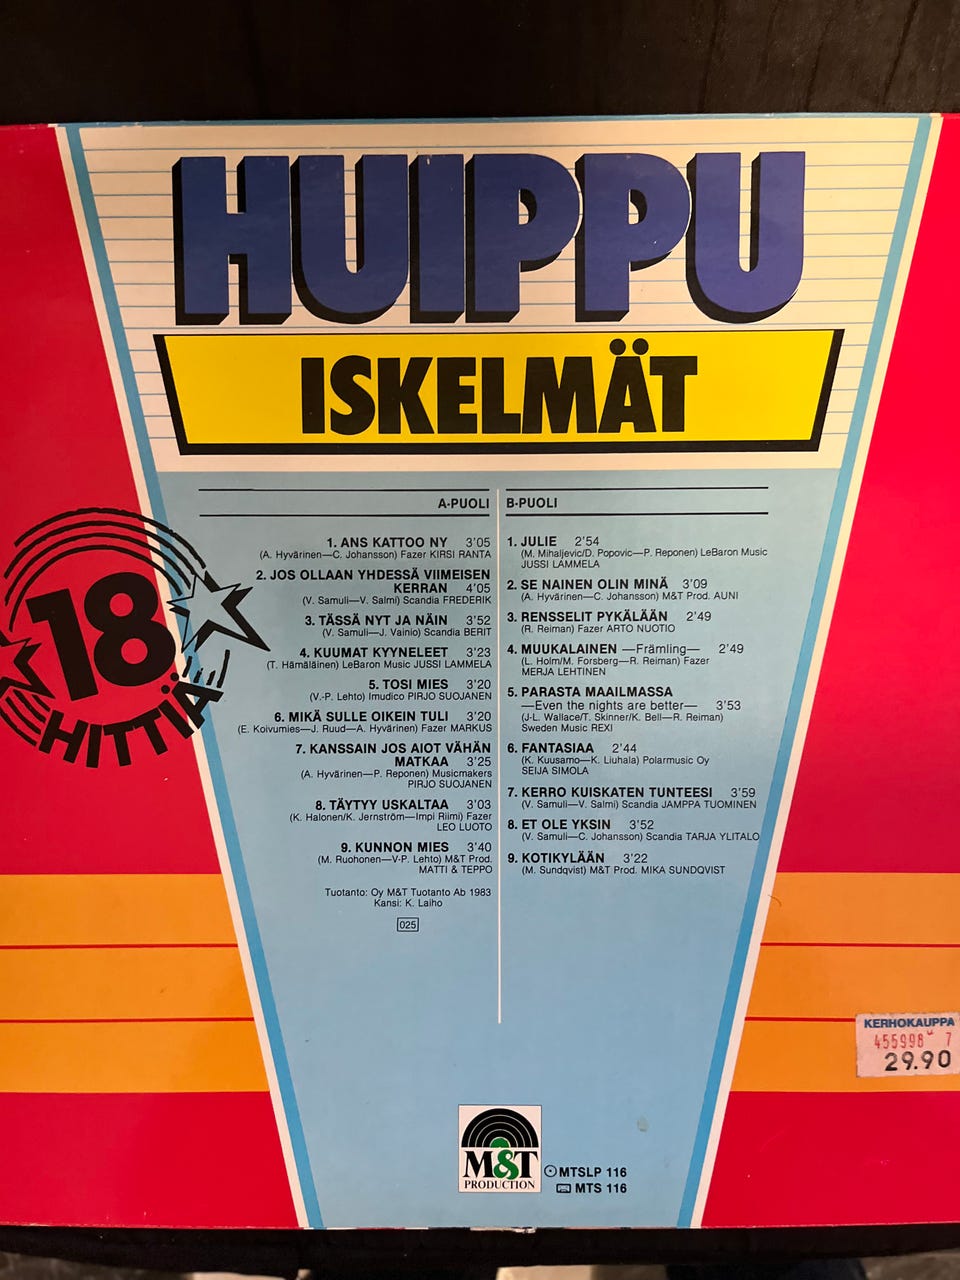 HUIPPU
ISKELMÄT
18
HITTIÄ
A-PUOLI
1. ANS KATTOO NY 3'05
(A. Hyvärinen—C. Johansson) Fazer KIRSI RANTA
2. JOS OLLAAN YHDESSÄ VIIMEISEN
KERRAN 4'05
(V. Samuli—V. Salmi) Scandia FREDERIK
3. TÄSSÄ NYT JA NÄIN 3'52
(V. Samuli—J. Vainio) Scandia BERIT
4. KUUMAT KYYNELEET 3'23
(T. Hämäläinen) LeBaron Music JUSSI LAMMELA
5. TOSI MIES 3'20
(V.-P. Lehto) Imudico PIRJO SUOJANEN
6. MIKÄ SULLE OIKEIN TULI 3'20
(E. Koivumies—J. Ruud—A. Hyvärinen) Fazer MARKUS
7. KANSSAIN JOS AIOT VÄHÄN
MATKAA 3'25
(A. Hyvärinen—P. Reponen) Musicmakers
PIRJO SUOJANEN
8. TÄYTYY USKALTAA 3'03
(K. Halonen/K. Jernström—Impi Riimi) Fazer
LEO LUOTO
9. KUNNON MIES 3'40
(M. Ruohonen—V-P. Lehto) M&T Prod.
MATTI & TEPPO
Tuotanto: Oy M&T Tuotanto Ab 1983
Kansi: K. Laiho
025
B-PUOLI
1. JULIE 2'54
(M. Mihaljevic/D. Popovic—P. Reponen) LeBaron Music
JUSSI LAMMELA
2. SE NAINEN OLIN MINÄ 3'09
(A. Hyvärinen—C. Johansson) M&T Prod. AUNI
3. RENSSELIT PYKÄLÄÄN 2'49
(R. Reiman) Fazer ARTO NUOTIO
4. MUUKALAINEN —Främling— 2'49
(L. Holm/M. Forsberg—R. Reiman) Fazer
MERJA LEHTINEN
5. PARASTA MAAILMASSA
—Even the nights are better— 3'53
(J-L. Wallace/T. Skinner/K. Bell—R. Reiman)
Sweden Music REXI
6. FANTASIAA 2'44
(K. Kuusamo—K. Liuhala) Polarmusic Oy
SEIJA SIMOLA
7. KERRO KUISKATEN TUNTEESI 3'59
(V. Samuli—V. Salmi) Scandia JAMPPA TUOMINEN
8. ET OLE YKSIN 3'52
(V. Samuli—C. Johansson) Scandia TARJA YLITALO
9. KOTIKYLÄÄN 3'22
(M. Sundqvist) M&T Prod. MIKA SUNDQVIST
KERHOKAUPPA
455998 7
29.90
M&T
PRODUCTION
MTSLP 116
MTS 116